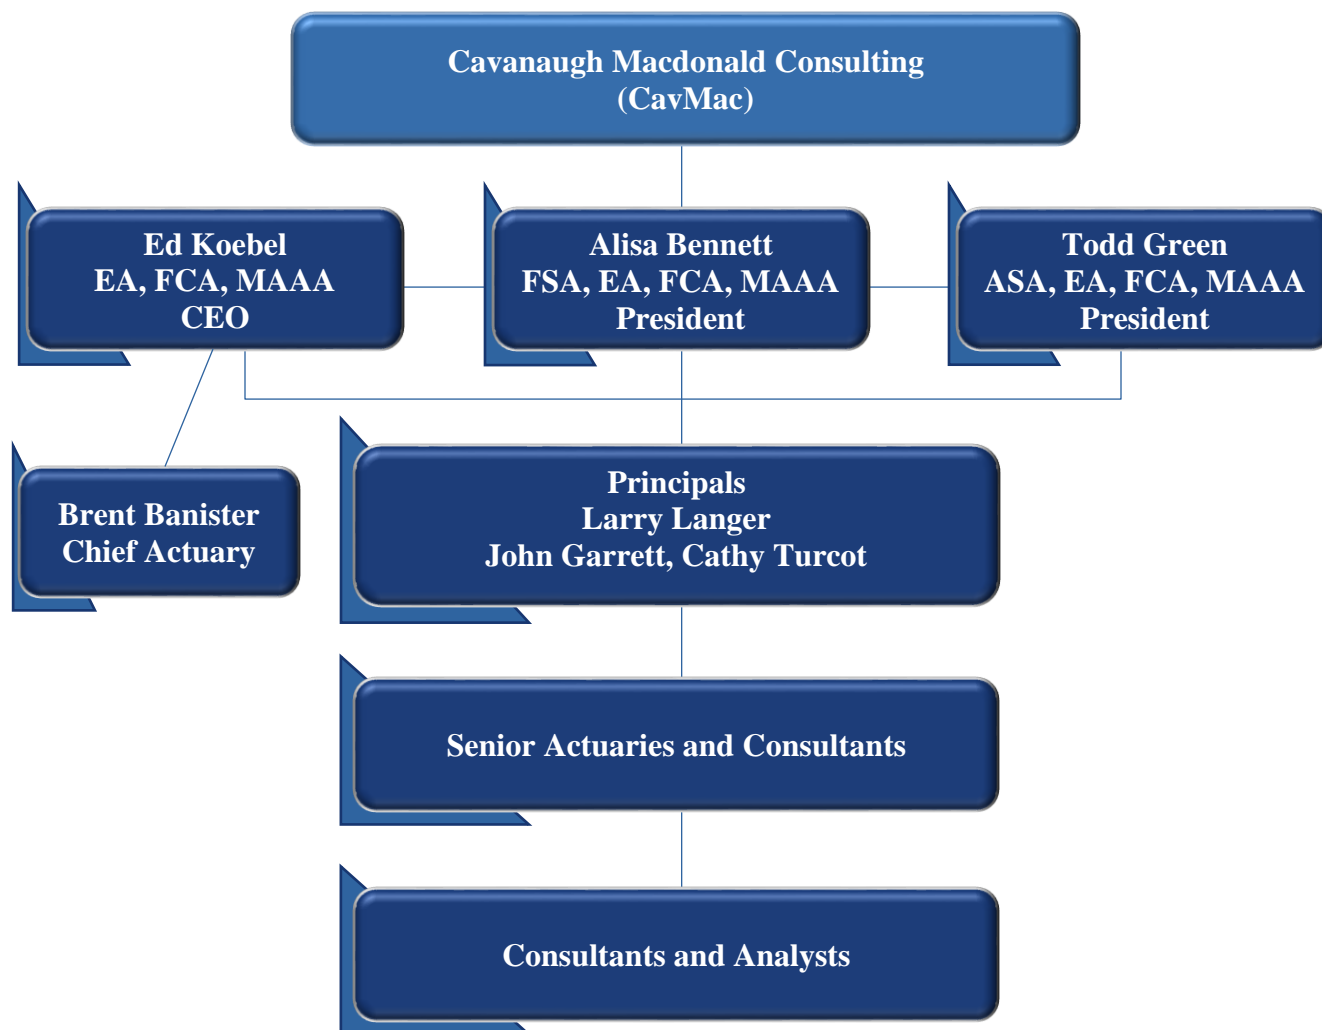 Cavanaugh Macdonald Consulting
(CavMac)
Ed Koebel
EA, FCA, MAAA
CEO
Alisa Bennett
FSA, EA, FCA, MAAA
President
Todd Green
ASA, EA, FCA, MAAA
President
Brent Banister
Chief Actuary
Principals
Larry Langer
John Garrett, Cathy Turcot
Senior Actuaries and Consultants
Consultants and Analysts